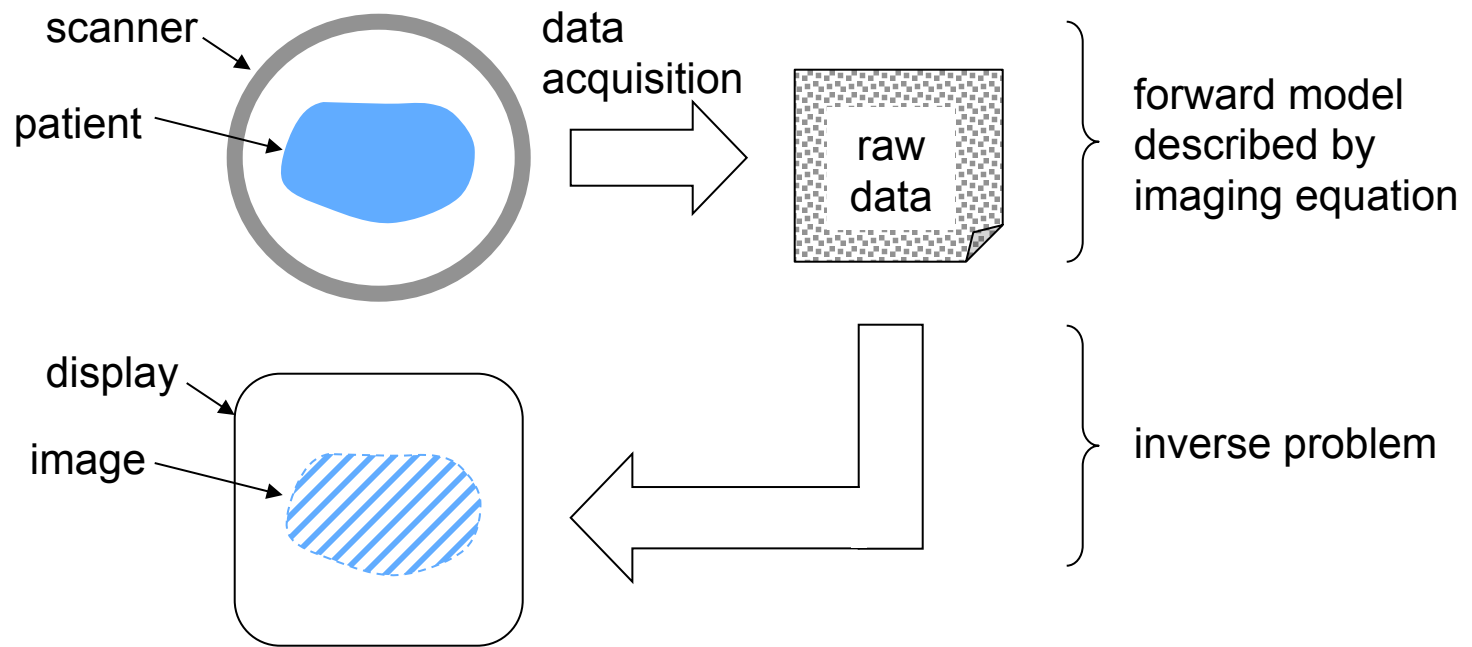 scanner
patient
data
acquisition
raw
data
forward model
described by
imaging equation
display
image
inverse problem